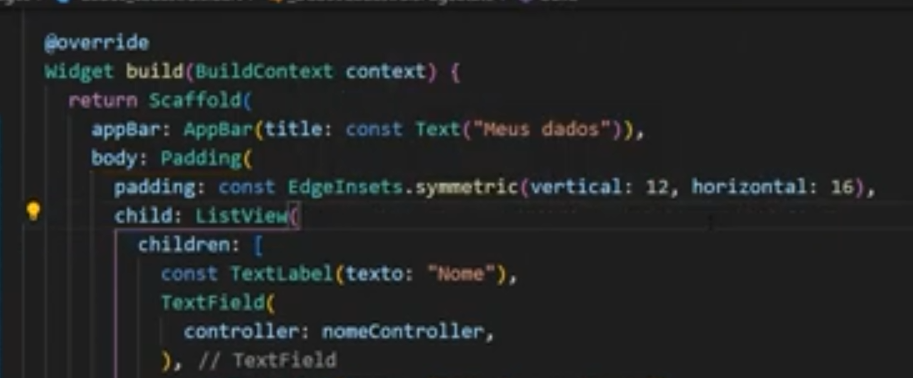 @override
Widget build(BuildContext context) {
return Scaffold(
appBar: AppBar(title: const Text("Meus dados")),
body: Padding(
padding: const EdgeInsets.symmetric(vertical: 12, horizontal: 16),
child: ListView(
children: [
const TextLabel(texto: "Nome"),
TextField(
controller: nomeController,
), // TextField